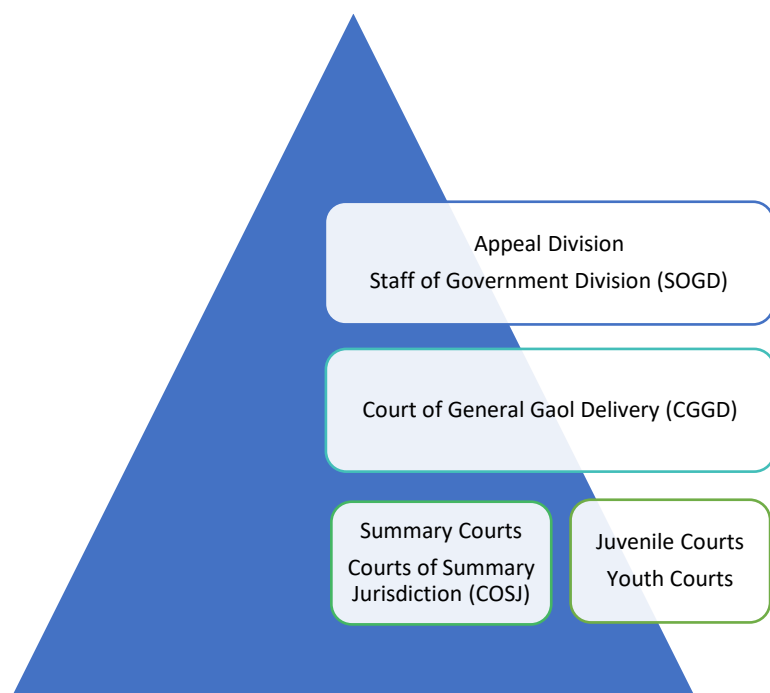 Appeal Division
Staff of Government Division (SOGD)
Court of General Gaol Delivery (CGGD)
Summary Courts
Courts of Summary
Jurisdiction (COSJ)
Juvenile Courts
Youth Courts